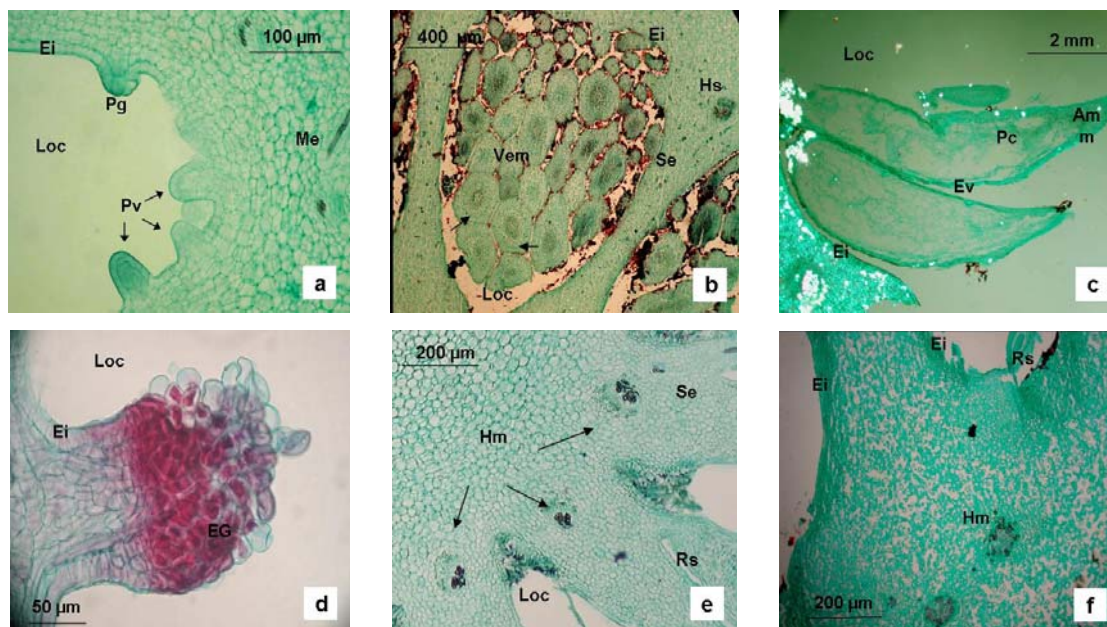 Ei
100 µm
Pg
Loc
Me
Pv
a
400 µm
Ei
Hs
Vem
Se
Loc
b
Loc
2 mm
Am
m
Pc
Ev
Ei
c
Loc
Ei
EG
50 µm
d
200 µm
Se
Hm
Rs
Loc
e
Ei
Rs
Ei
Hm
200 µm
f